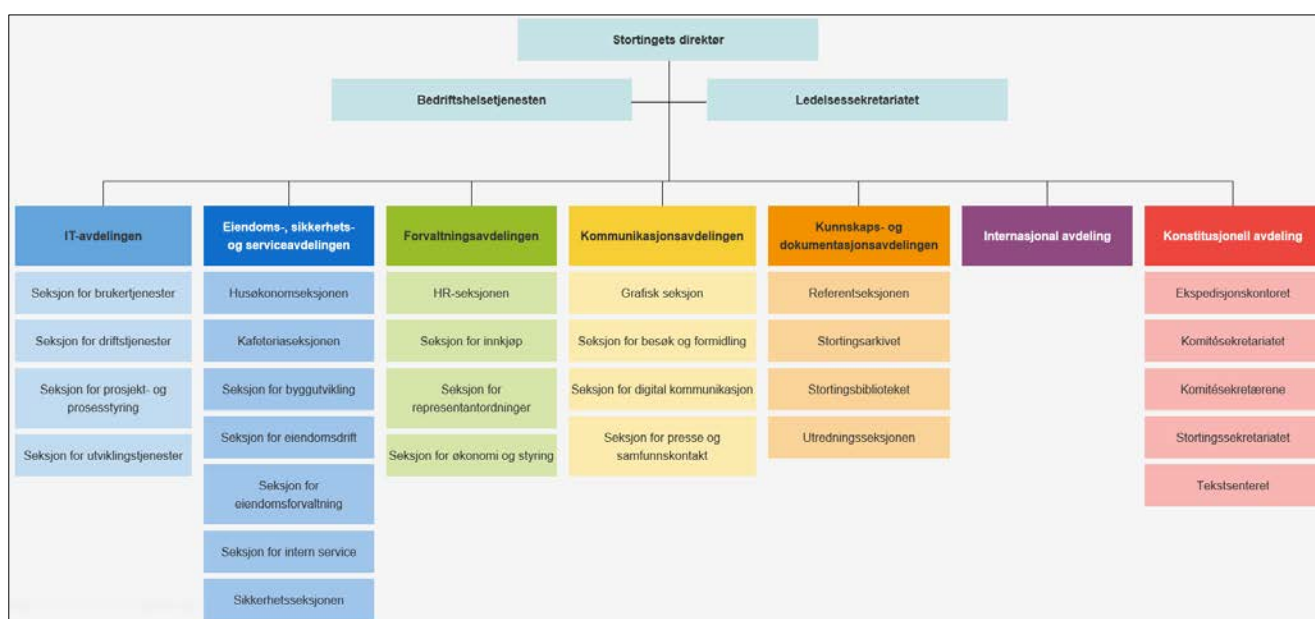 Stortingets direktør
Bedriftshelsetjenesten
Ledelsessekretariatet
IT-avdelingen
Seksjon for brukertjenester
Seksjon for driftstjenester
Seksjon for prosjekt- og
prosesstyring
Seksjon for utviklingstjenester
Eiendoms-, sikkerhets-
og serviceavdelingen
Husøkonomseksjonen
Kafeteriaseksjonen
Seksjon for byggutvikling
Seksjon for eiendomsdrift
Seksjon for
eiendomsforvaltning
Seksjon for intern service
Sikkerhetsseksjonen
Forvaltningsavdelingen
HR-seksjonen
Seksjon for innkjøp
Seksjon for
representantordninger
Seksjon for økonomi og styring
Kommunikasjonsavdelingen
Grafisk seksjon
Seksjon for besøk og formidling
Seksjon for digital kommunikasjon
Seksjon for presse og
samfunnskontakt
Kunnskaps- og
dokumentasjonsavdelingen
Referentseksjonen
Stortingsarkivet
Stortingsbiblioteket
Utredningsseksjonen
Internasjonal avdeling
Konstitusjonell avdeling
Ekspedisjonskontoret
Komitésekretariatet
Komitésekretærene
Stortingssekretariatet
Tekstsenteret